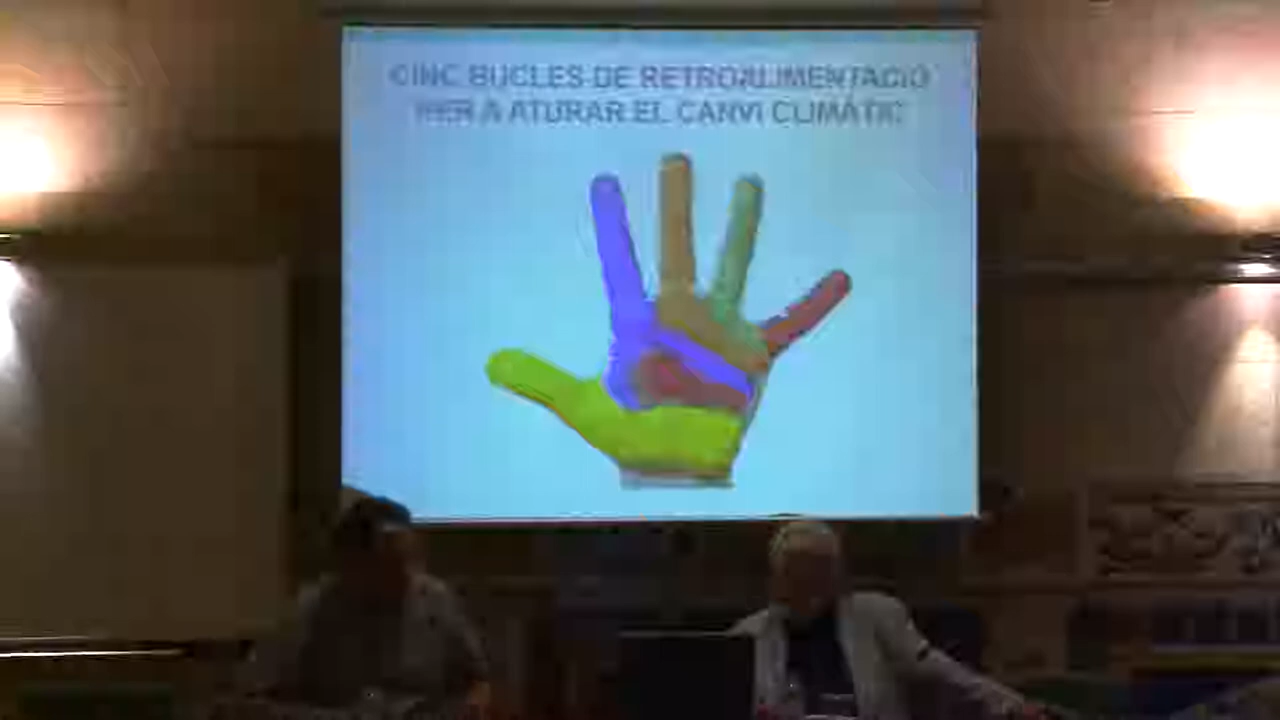 CINC BUCLES DE RETROALIMENTACIÓ
PER A ATURAR EL CANVI CLIMÀTIC